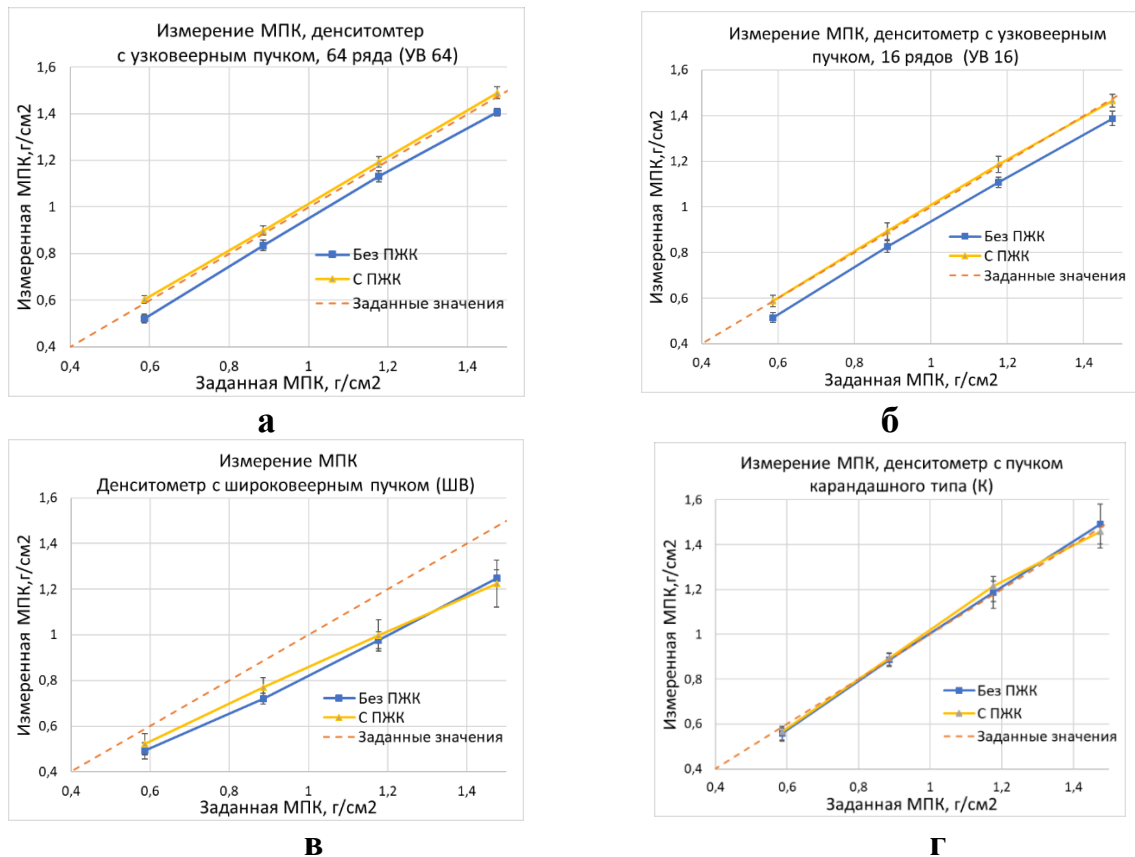 Измерение МПК, денситомтер
с узковеерным пучком, 64 ряда (УВ 64)
Измеренная МПК,г/см2
1,6
1,4
1,2
1
0,8
0,6
0,4
Без ПЖК
С ПЖК
Заданные значения
0,4 0,6 0,8 1 1,2 1,4
Заданная МПК, г/см2
а
Измерение МПК, денситометр с узковеерным
пучком, 16 рядов (УВ 16)
Измеренная МПК,г/см2
1,6
1,4
1,2
1
0,8
0,6
0,4
Без ПЖК
С ПЖК
Заданные значения
0,4 0,6 0,8 1 1,2 1,4
Заданная МПК, г/см2
б
Измерение МПК
Денситометр с широковеерным пучком (ШВ)
Измеренная МПК,г/см2
1,6
1,4
1,2
1
0,8
0,6
0,4
Без ПЖК
С ПЖК
Заданные значения
0,4 0,6 0,8 1 1,2 1,4
Заданная МПК, г/см2
в
Измерение МПК, денситометр с пучком
карандашного типа (К)
Измеренная МПК,г/см2
1,6
1,4
1,2
1
0,8
0,6
0,4
Без ПЖК
С ПЖК
Заданные значения
0,4 0,6 0,8 1 1,2 1,4
Заданная МПК, г/см2
г